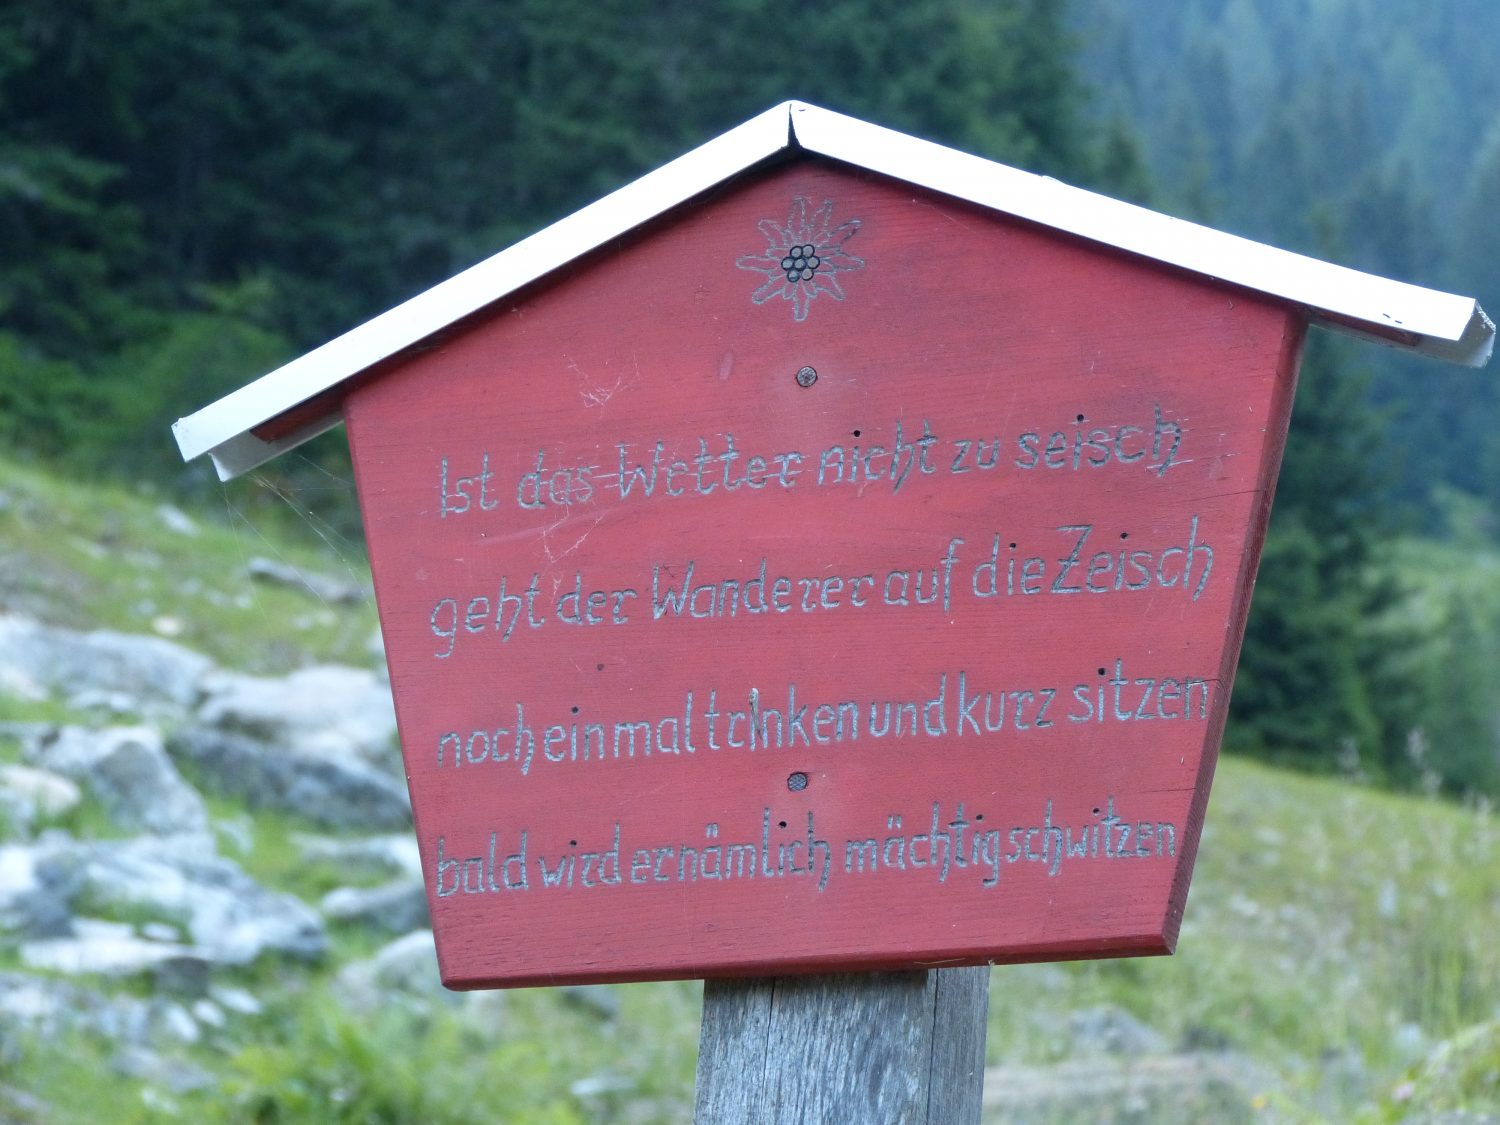 Ist das Wetter nicht zu seisch
geht der Wanderer auf die Zeisch
noch einmal trinken und kurz sitzen
bald wird er nämlich mächtig schwitzen